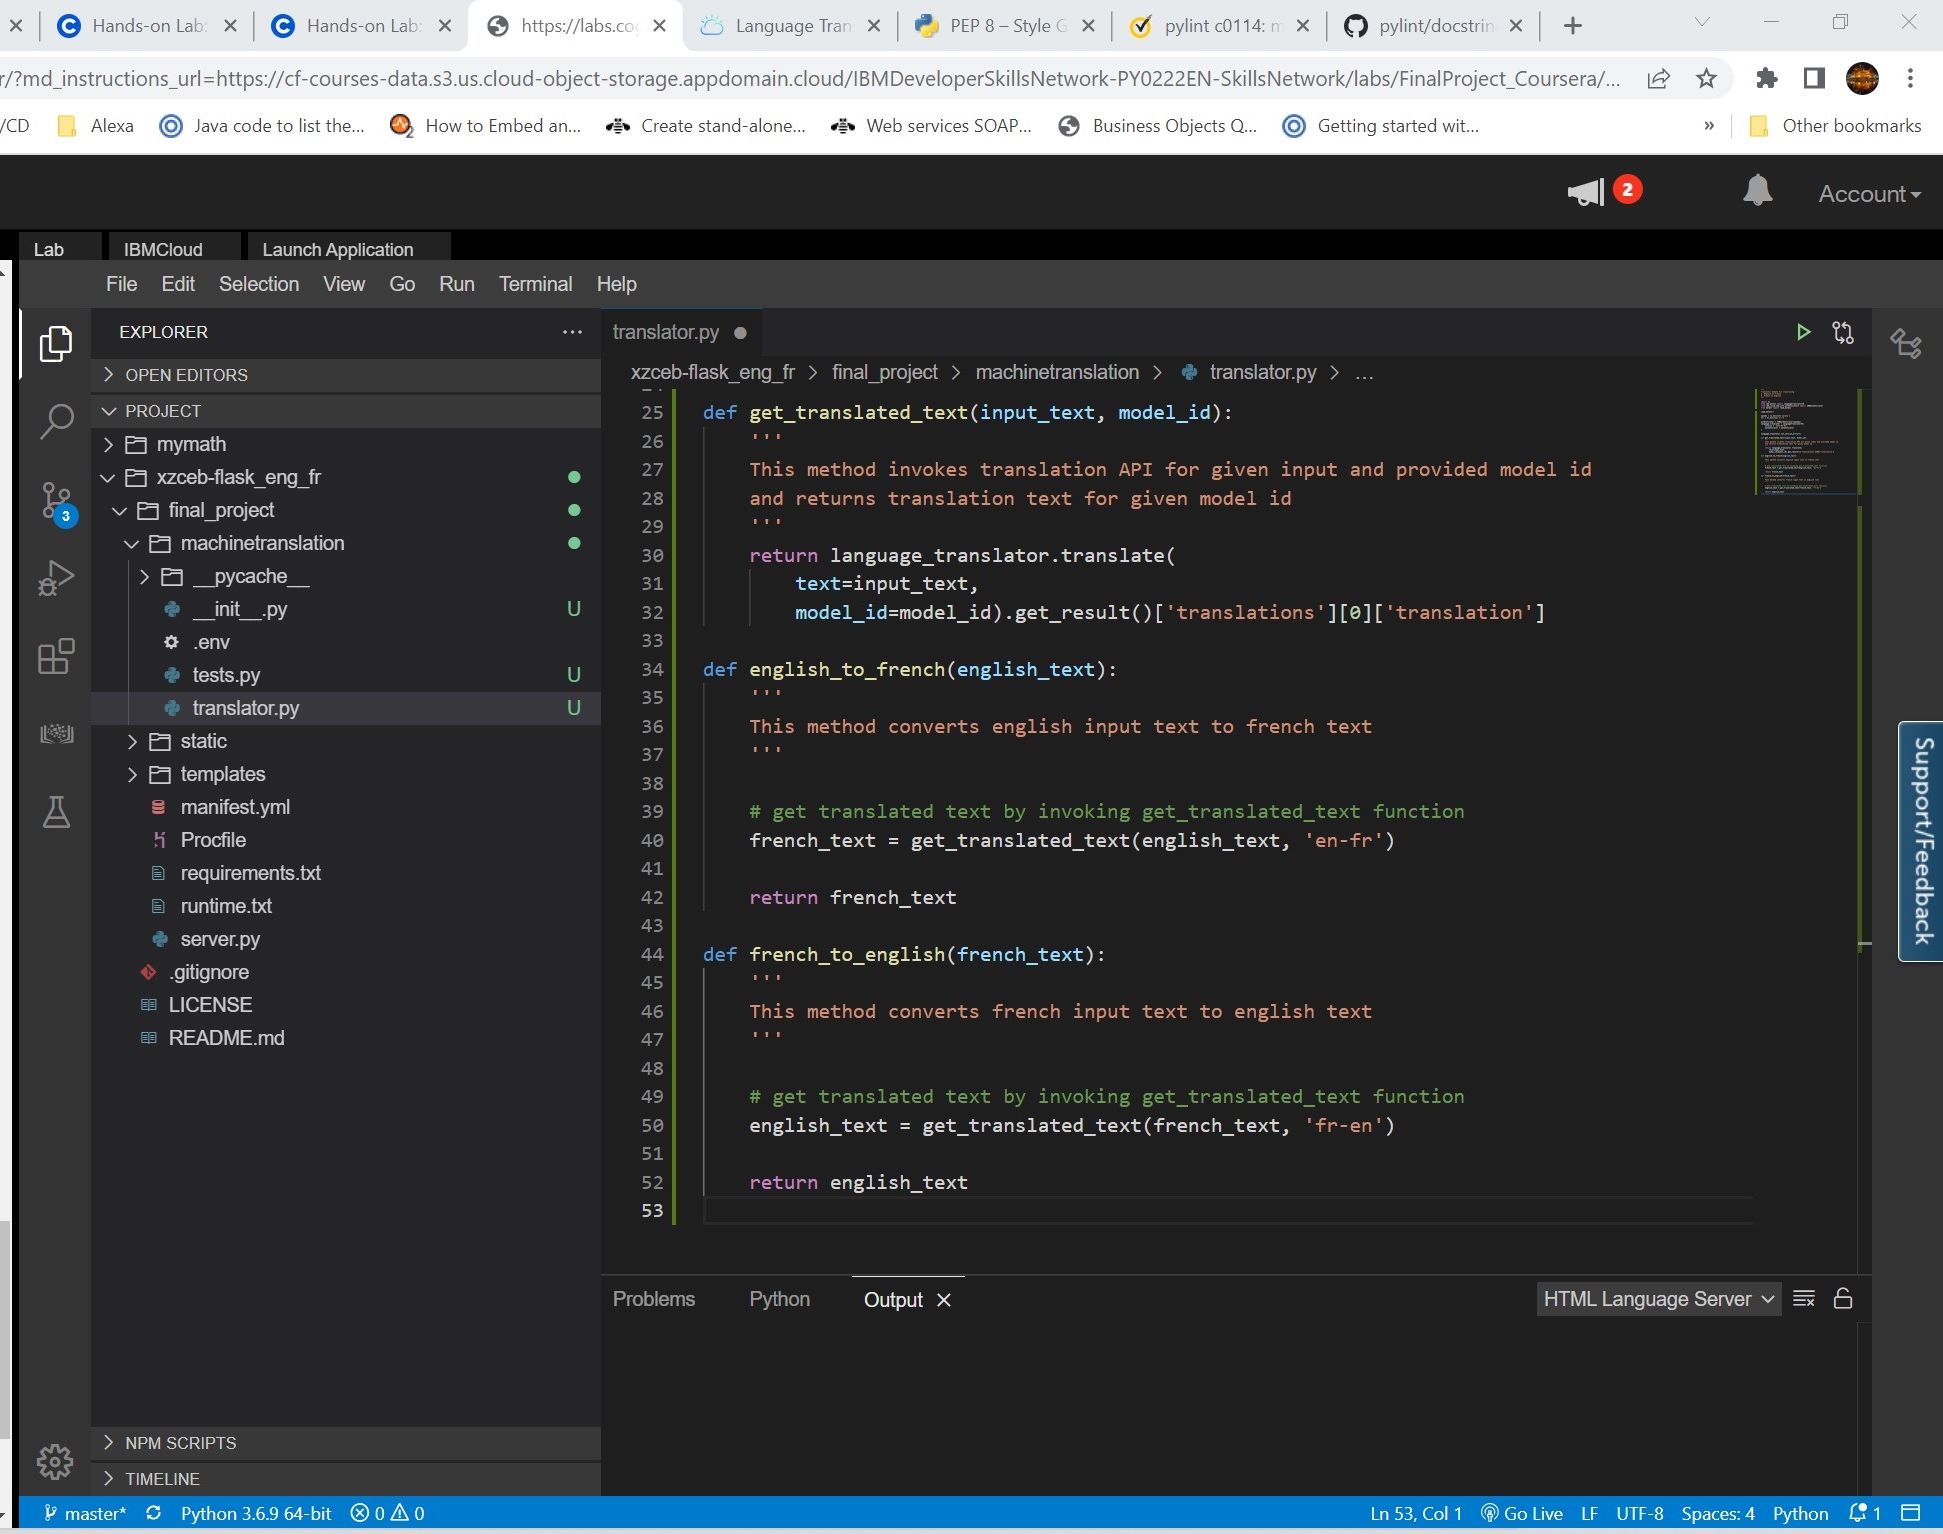 Hands-on Lab:
Hands-on Lab:
https://labs.co
Language Tran
PEP 8 – Style G
pylint c0114: m
pylint/docstrin
r/?md_instructions_url=https://cf-courses-data.s3.us.cloud-object-storage.appdomain.cloud/IBMDeveloperSkillsNetwork-PY0222EN-SkillsNetwork/labs/FinalProject_Coursera/...
/CD
Alexa
Java code to list the...
How to Embed an...
Create stand-alone...
Web services SOAP...
Business Objects Q...
Getting started wit...
»
Other bookmarks
2
Account
Lab
IBMCloud
Launch Application
File Edit Selection View Go Run Terminal Help
EXPLORER
OPEN EDITORS
PROJECT
mymath
xzceb-flask_eng_fr
final_project
machinetranslation
__pycache__
__init__.py U
.env
tests.py U
translator.py U
static
templates
manifest.yml
Procfile
requirements.txt
runtime.txt
server.py
.gitignore
LICENSE
README.md
NPM SCRIPTS
TIMELINE
3
translator.py
xzceb-flask_eng_fr > final_project > machinetranslation > translator.py > ...
25 def get_translated_text(input_text, model_id):
26 '''
27 This method invokes translation API for given input and provided model id
28 and returns translation text for given model id
29 '''
30 return language_translator.translate(
31 text=input_text,
32 model_id=model_id).get_result()['translations'][0]['translation']
33
34 def english_to_french(english_text):
35 '''
36 This method converts english input text to french text
37 '''
38
39 # get translated text by invoking get_translated_text function
40 french_text = get_translated_text(english_text, 'en-fr')
41
42 return french_text
43
44 def french_to_english(french_text):
45 '''
46 This method converts french input text to english text
47 '''
48
49 # get translated text by invoking get_translated_text function
50 english_text = get_translated_text(french_text, 'fr-en')
51
52 return english_text
53
Support/Feedback
Problems Python Output
HTML Language Server
master* Python 3.6.9 64-bit 0 0
Ln 53, Col 1 Go Live LF UTF-8 Spaces: 4 Python 1